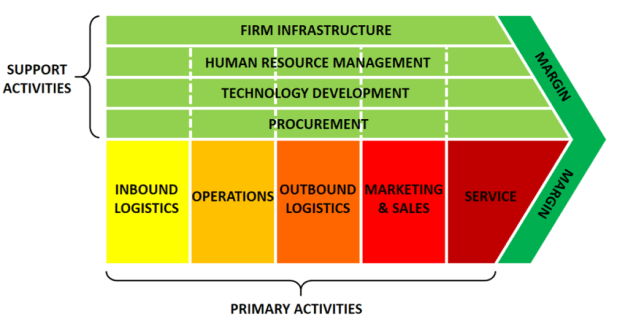 FIRM INFRASTRUCTURE
HUMAN RESOURCE MANAGEMENT
SUPPORT
ACTIVITIES
TECHNOLOGY DEVELOPMENT
PROCUREMENT
MARGIN
INBOUND
LOGISTICS
OPERATIONS
OUTBOUND
LOGISTICS
MARKETING
& SALES
SERVICE
MARGIN
PRIMARY ACTIVITIES